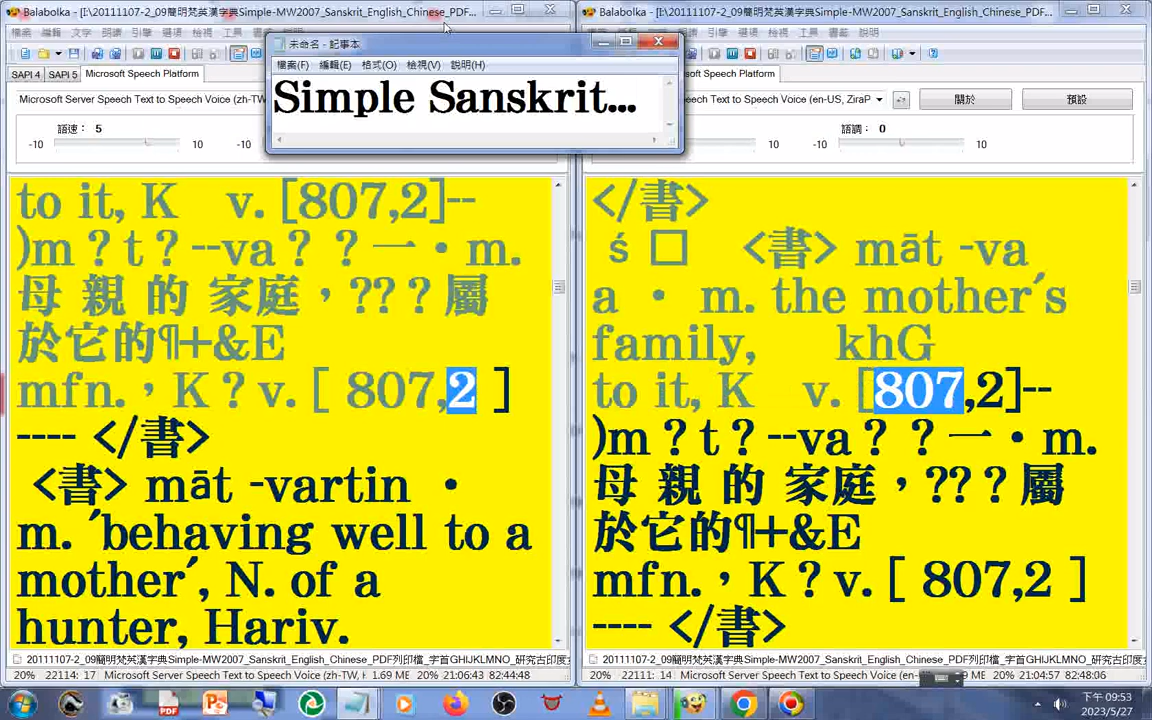 Balabolka - [I:\20111107-2_09簡明梵英漢字典Simple-MW2007_Sanskrit_English_Chinese_PDF...
Balabolka - [I:\20111107-2_09簡明梵英漢字典Simple-MW2007_Sanskrit_English_Chinese_PDF...
未命名 - 記事本
檔案(F) 編輯(E) 格式(O) 檢視(V) 說明(H)
Simple Sanskrit...
SAPI 4 SAPI 5 Microsoft Speech Platform
Speech Platform
Microsoft Server Speech Text to Speech Voice (zh-TW
eech Text to Speech Voice (en-US, ZiraP
關於
預設
語速： 5
-10
10
-10
語調： 0
10
-10
10
to it, K v. [807,2]--
)m？t？--va？？一・m.
母 親 的 家庭，??？屬
於它的¶+&E
mfn.，K？v. [ 807,2 ]
---- </書>
<書> māt -vartin •
m. ´behaving well to a
mother´, N. of a
hunter, Hariv.
</書>
ś □ <書> māt -va
a • m. the mother´s
family, khG
to it, K v. [807,2]--
)m？t？--va？？一・m.
母 親 的 家庭，??？屬
於它的¶+&E
mfn.，K？v. [ 807,2 ]
---- </書>
20111107-2_09簡明梵英漢字典Simple-MW2007_Sanskrit_English_Chinese_PDF列印檔_字首GHIJKLMNO_研究古印度
20111107-2_09簡明梵英漢字典Simple-MW2007_Sanskrit_English_Chinese_PDF列印檔_字首GHIJKLMNO_研究古印度
20% 22114: 17 Microsoft Server Speech Text to Speech Voice (zh-TW, 1.69 ME 20% 21:06:43 82:44:48
20% 22111: 14 Microsoft Server Speech Text to Speech 9 ME 20% 21:04:57 82:48:06
下午 09:53
2023/5/27